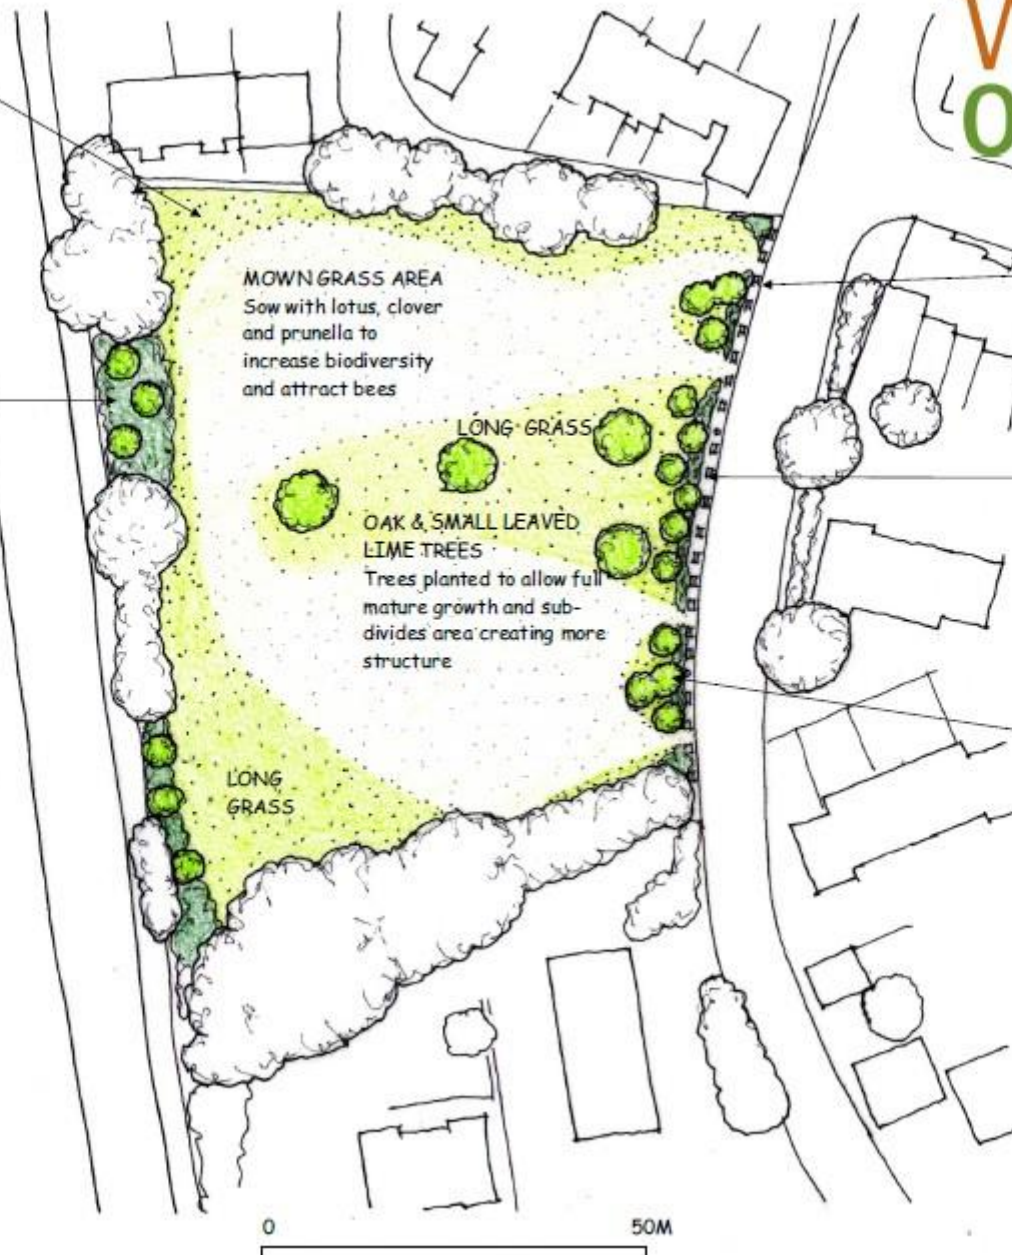 V
O
MOWN GRASS AREA
Sow with lotus, clover
and prunella to
increase biodiversity
and attract bees
LONG GRASS
OAK & SMALL LEAVED
LIME TREES
Trees planted to allow full
mature growth and sub-
divides area creating more
structure
LONG
GRASS
0 50M